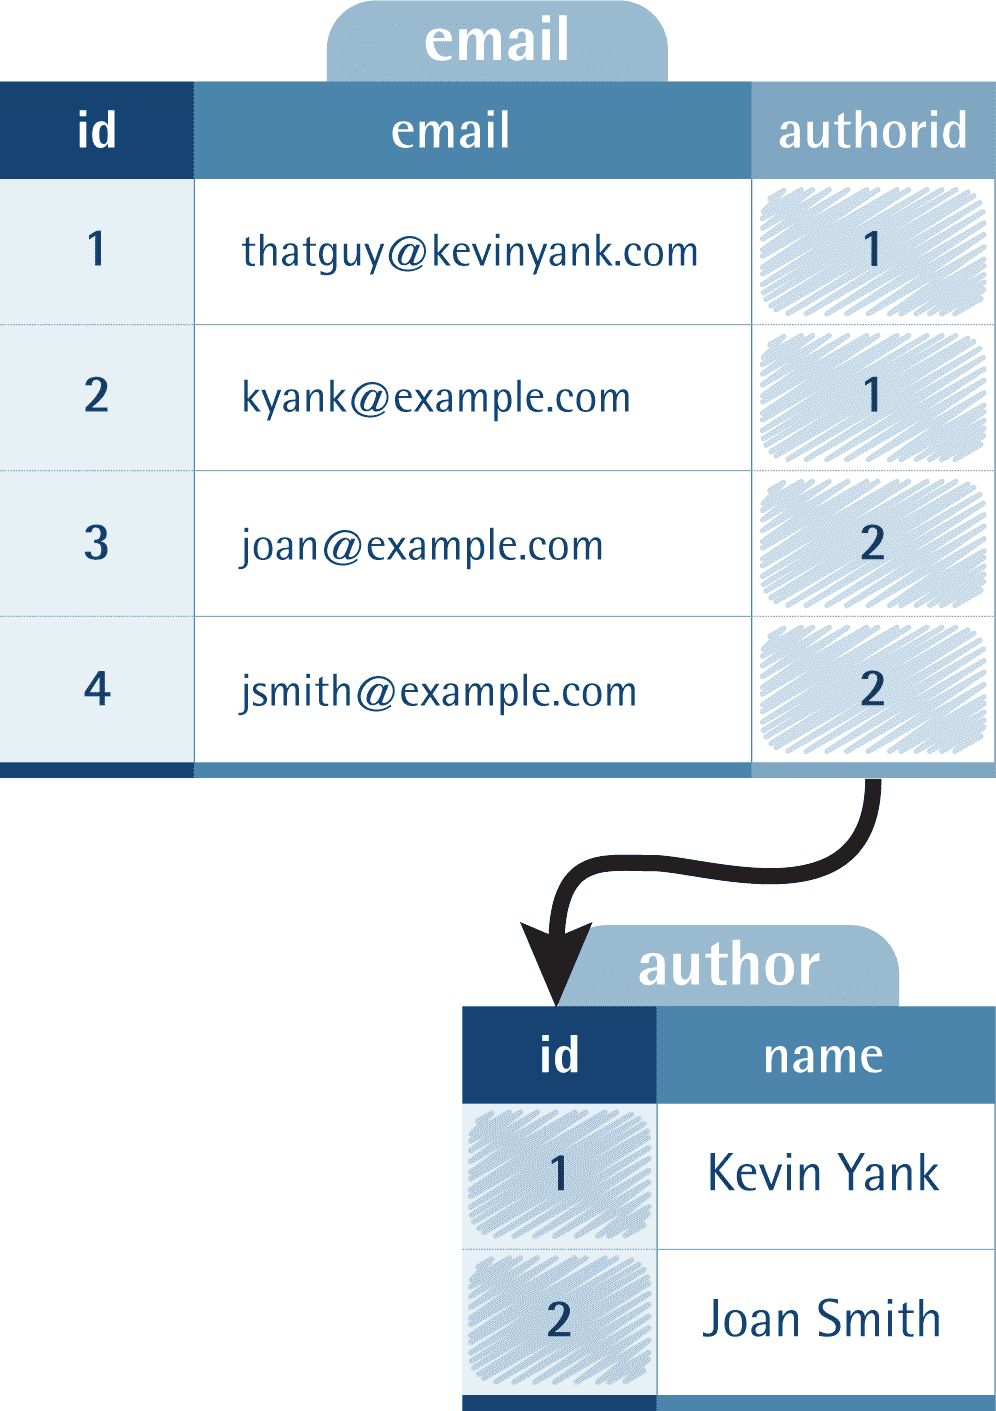 email
id email authorid
1 thatguy@kevinyank.com 1
2 kyank@example.com 1
3 joan@example.com 2
4 jsmith@example.com 2
author
id name
1 Kevin Yank
2 Joan Smith